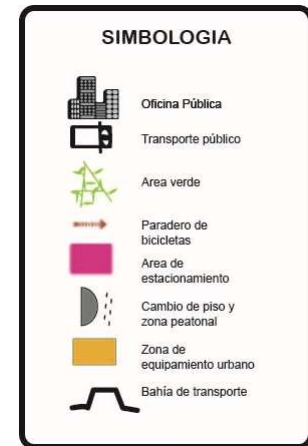 SIMBOLOGIA
Oficina Pública
Transporte público
Area verde
Paradero de
bicicletas
Area de
estacionamiento
Cambio de piso y
zona peatonal
Zona de
equipamiento urbano
Bahía de transporte